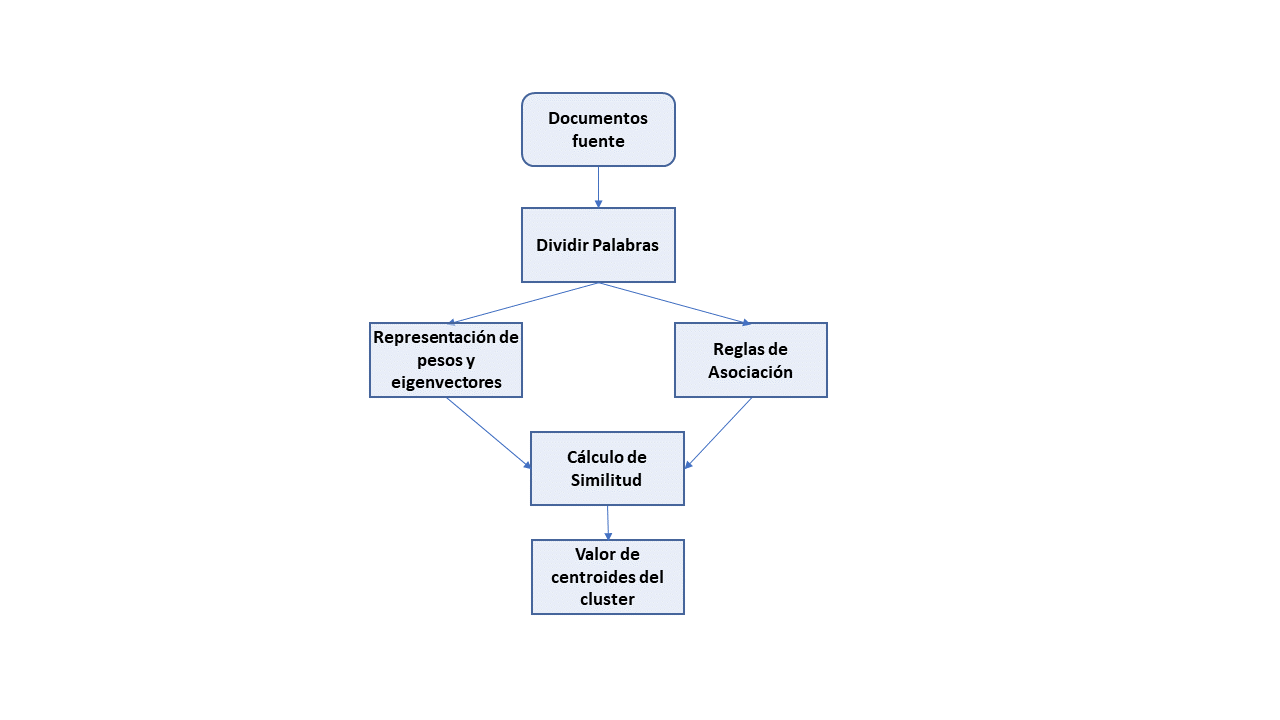 Documentos
fuente
Dividir Palabras
Representación de
pesos y
eigenvectores
Reglas de
Asociación
Cálculo de
Similitud
Valor de
centroides del
cluster